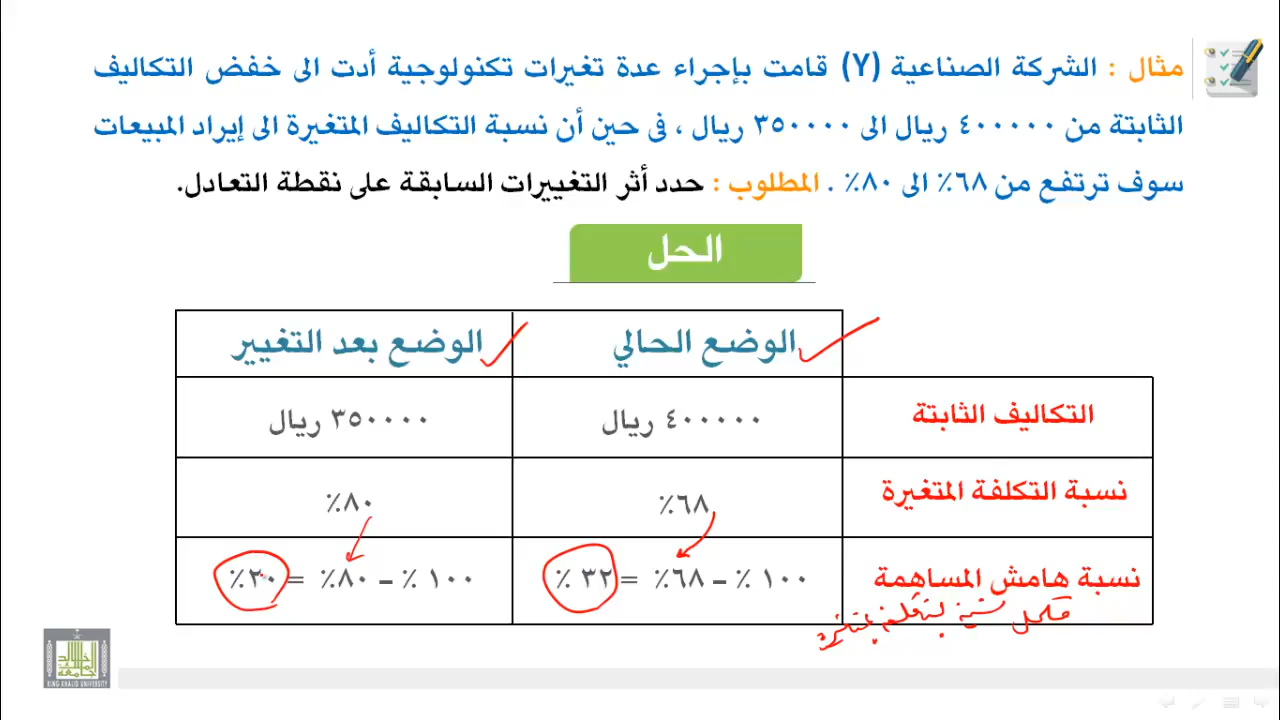 مثال : الشركة الصناعية (Y) قامت بإجراء عدة تغيرات تكنولوجية أدت الى خفض التكاليف
الثابتة من ٤٠٠٠٠٠ ريال الى ٣٥٠٠٠٠ ريال ، فى حين أن نسبة التكاليف المتغيرة الى إيراد المبيعات
سوف ترتفع من ٦٨٪ الى ٨٠٪ . المطلوب : حدد أثر التغييرات السابقة على نقطة التعادل.
الحل
الوضع الحالي الوضع بعد التغيير
التكاليف الثابتة ٤٠٠٠٠٠ ريال ٣٥٠٠٠٠ ريال
نسبة التكلفة المتغيرة ٦٨٪ ٨٠٪
نسبة هامش المساهمة ١٠٠ ٪ – ٦٨٪ = ٣٢ ٪ ١٠٠ ٪ – ٨٠٪ = ٢٠٪
KING KHALID UNIVERSITY